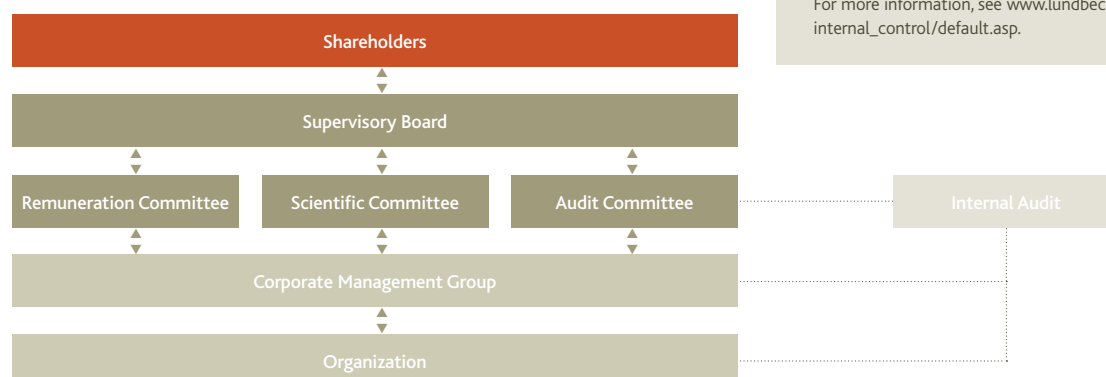 For more information, see www.lundbec
internal_control/default.asp.
Shareholders
Supervisory Board
Remuneration Committee
Scientific Committee
Audit Committee
Internal Audit
Corporate Management Group
Organization